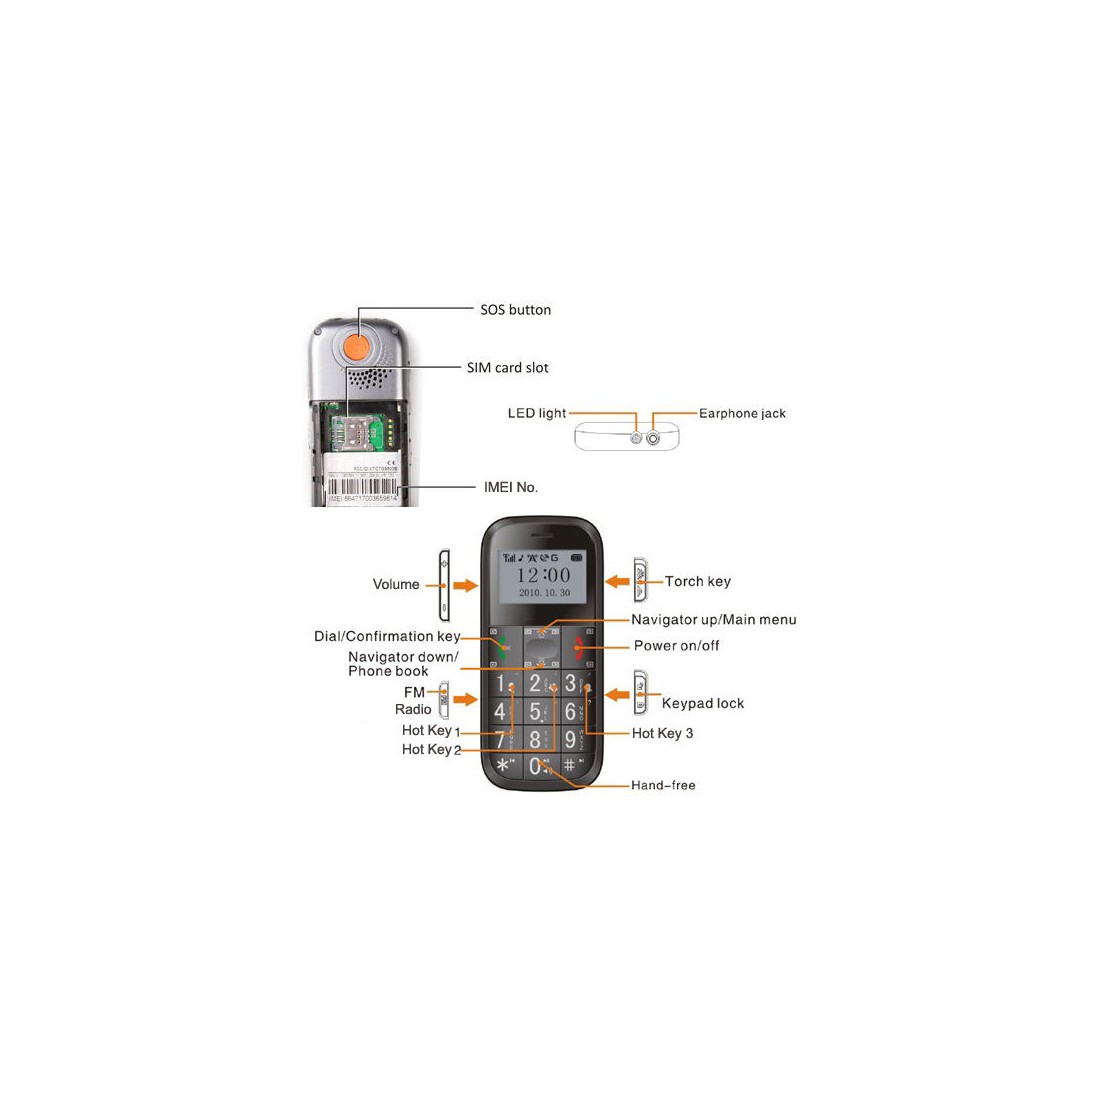 SOS button
SIM card slot
LED light
Earphone jack
IMEI No.
12:00
2010.10.30
Volume
Torch key
Navigator up/Main menu
Dial/Confirmation key
Power on/off
Navigator down/
Phone book
FM
Radio
Keypad lock
Hot Key 1
Hot Key 2
Hot Key 3
Hand-free
1 2 3
4 5 6
7 8 9
* 0 #